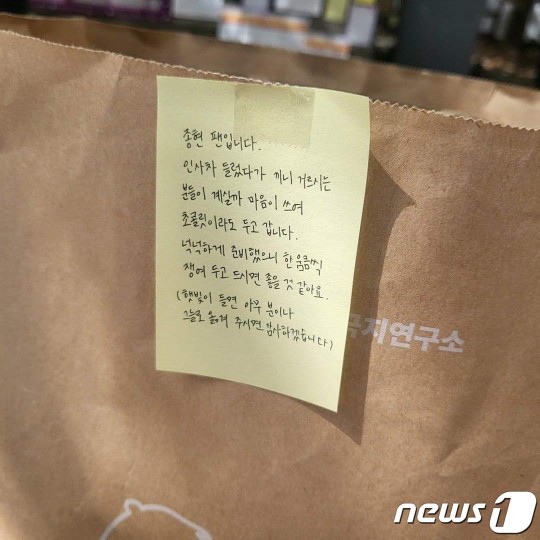 종현 팬입니다.
인사차 들렀다가 끼니 거르시는
분들이 계실까 마음이 쓰여
초콜릿이라도 두고 갑니다.
넉넉하게 준비했으니 한 움큼씩
쟁여 두고 드시면 좋을 것 같아요.
(햇빛이 들면 아무 분이나
그늘로 옮겨 주시면 감사하겠습니다)
지연구소
news1